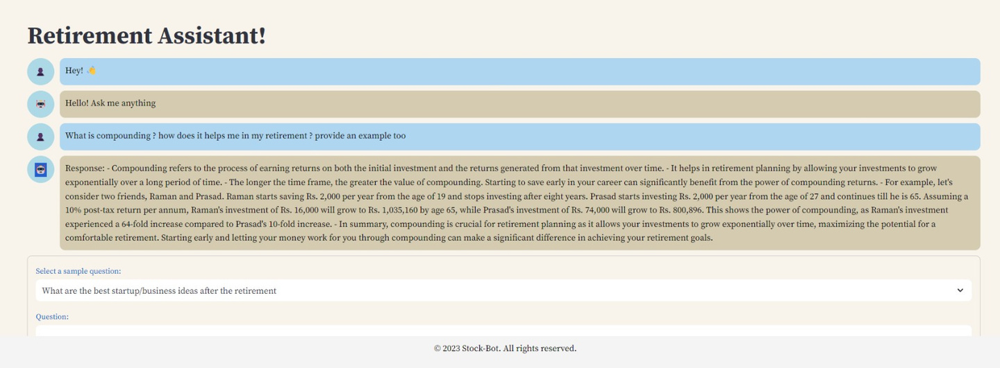 Retirement Assistant!
Hey! 👋
Hello! Ask me anything
What is compounding ? how does it helps me in my retirement ? provide an example too
Response: - Compounding refers to the process of earning returns on both the initial investment and the returns generated from that investment over time. - It helps in retirement planning by allowing your investments to grow
exponentially over a long period of time. - The longer the time frame, the greater the value of compounding. Starting to save early in your career can significantly benefit from the power of compounding returns. - For example, let's
consider two friends, Raman and Prasad. Raman starts saving Rs. 2,000 per year from the age of 19 and stops investing after eight years. Prasad starts investing Rs. 2,000 per year from the age of 27 and continues till he is 65. Assuming a
10% post-tax return per annum, Raman's investment of Rs. 16,000 will grow to Rs. 1,035,160 by age 65, while Prasad's investment of Rs. 74,000 will grow to Rs. 800,896. This shows the power of compounding, as Raman's investment
experienced a 64-fold increase compared to Prasad's 10-fold increase. - In summary, compounding is crucial for retirement planning as it allows your investments to grow exponentially over time, maximizing the potential for a
comfortable retirement. Starting early and letting your money work for you through compounding can make a significant difference in achieving your retirement goals.
Select a sample question:
What are the best startup/business ideas after the retirement
Question:
© 2023 Stock-Bot. All rights reserved.